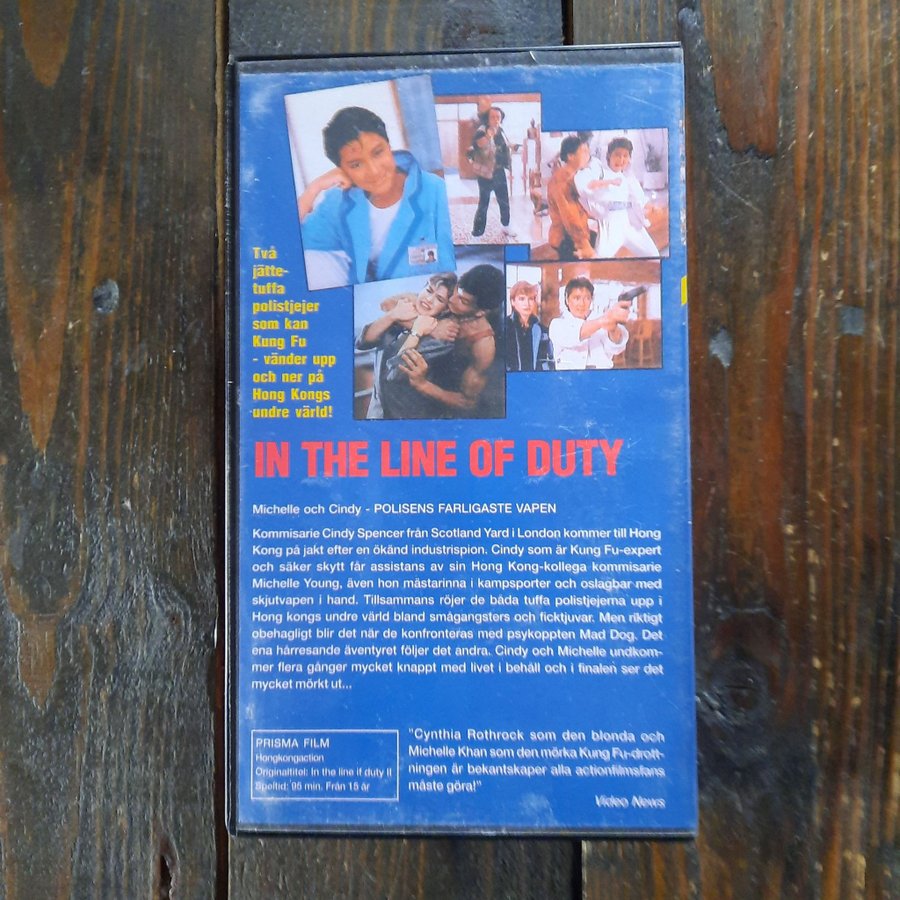 Två
jätte-
tuffa
polistjejer
som kan
Kung Fu
- vänder upp
och ner på
Hong Kongs
undre värld!
IN THE LINE OF DUTY
Michelle och Cindy - POLISENS FARLIGASTE VAPEN
Kommisarie Cindy Spencer från Scotland Yard i London kommer till Hong
Kong på jakt efter en ökänd industrispion. Cindy som är Kung Fu-expert
och säker skytt får assistans av sin Hong Kong-kollega kommisarie
Michelle Young, även hon mästarinna i kampsporter och oslagbar med
skjutvapen i hand. Tillsammans röjer de båda tuffa polistjejerna upp i
Hong kongs undre värld bland smågangsters och ficktjuvar. Men riktigt
obehagligt blir det när de konfronteras med psykoppten Mad Dog. Det
ena hårresande äventyret följer det andra. Cindy och Michelle undkom-
mer flera gånger mycket knappt med livet i behåll och i finalen ser det
mycket mörkt ut...
PRISMA FILM
Hongkongaction
Originaltitel: In the line if duty II
Speltid: 95 min. Från 15 år
"Cynthia Rothrock som den blonda och
Michelle Khan som den mörka Kung Fu-drott-
ningen är bekantskaper alla actionfilmsfans
måste göra!"
Video News